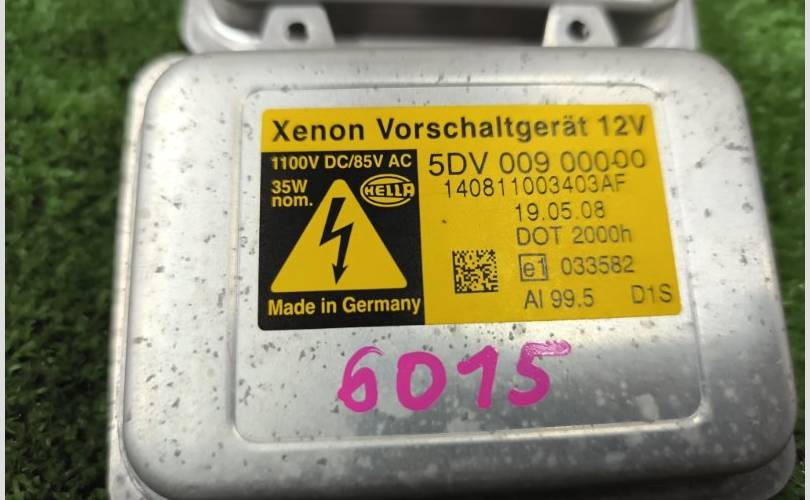 Xenon Vorschaltgerät 12V
1100V DC/85V AC
35W
nom.
HELLA
5DV 009 000-00
140811003403AF
19.05.08
DOT 2000h
e1 033582
AI 99.5 D1S
Made in Germany
6015